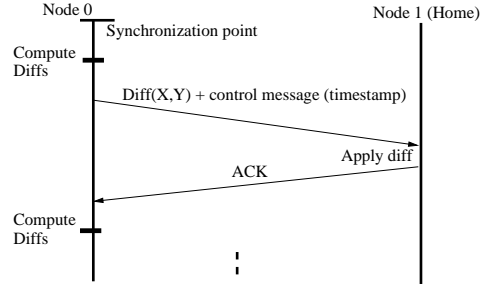 Node 0
Node 1 (Home)
Synchronization point
Compute
Diffs
Diff(X,Y) + control message (timestamp)
Apply diff
ACK
Compute
Diffs